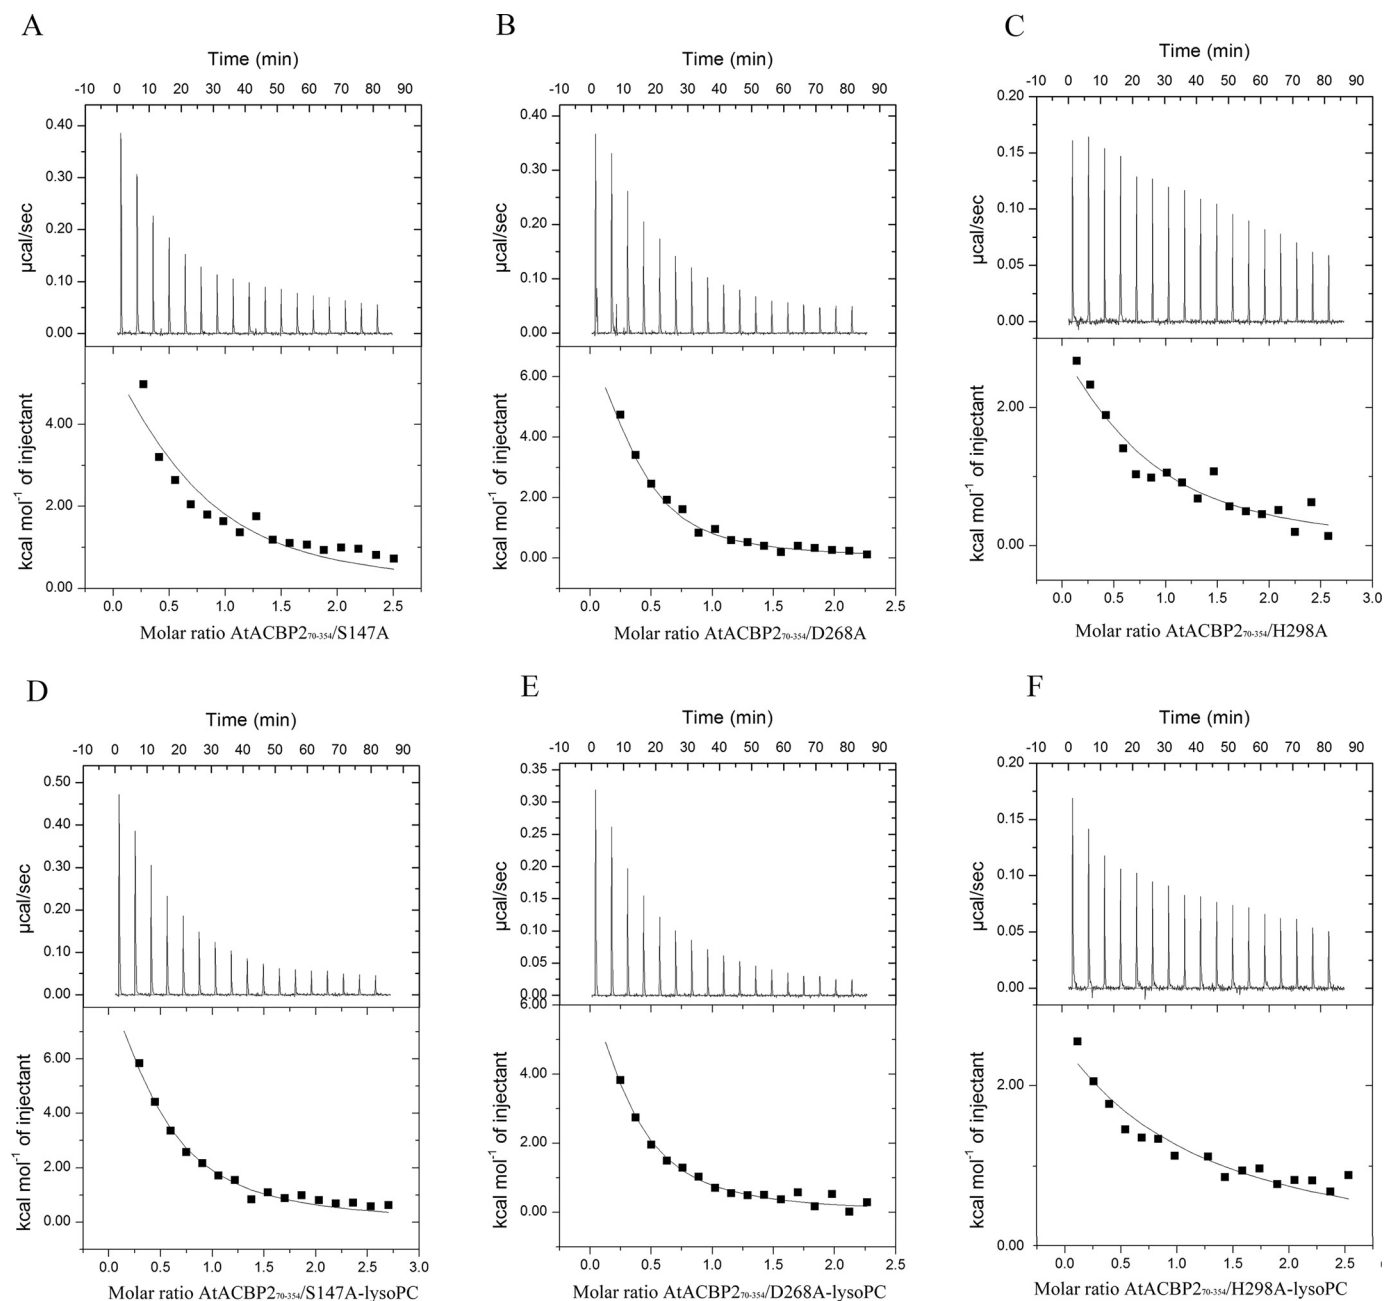 A
Time (min)
-10 0 10 20 30 40 50 60 70 80 90
0.40
0.30
0.20
0.10
0.00
µcal/sec
4.00
2.00
0.00
kcal mol⁻¹ of injectant
0.0 0.5 1.0 1.5 2.0 2.5
Molar ratio AtACBP2₇₀₋₃₅₄/S147A
B
Time (min)
-10 0 10 20 30 40 50 60 70 80 90
0.40
0.30
0.20
0.10
0.00
µcal/sec
6.00
4.00
2.00
0.00
kcal mol⁻¹ of injectant
0.0 0.5 1.0 1.5 2.0 2.5
Molar ratio AtACBP2₇₀₋₃₅₄/D268A
C
Time (min)
-10 0 10 20 30 40 50 60 70 80 90
0.20
0.15
0.10
0.05
0.00
µcal/sec
2.00
0.00
kcal mol⁻¹ of injectant
0.0 0.5 1.0 1.5 2.0 2.5 3.0
Molar ratio AtACBP2₇₀₋₃₅₄/H298A
D
Time (min)
-10 0 10 20 30 40 50 60 70 80 90
0.50
0.40
0.30
0.20
0.10
0.00
µcal/sec
6.00
4.00
2.00
0.00
kcal mol⁻¹ of injectant
0.0 0.5 1.0 1.5 2.0 2.5 3.0
Molar ratio AtACBP2₇₀₋₃₅₄/S147A-lysoPC
E
Time (min)
-10 0 10 20 30 40 50 60 70 80 90
0.35
0.30
0.25
0.20
0.15
0.10
0.05
0.00
µcal/sec
6.00
4.00
2.00
0.00
kcal mol⁻¹ of injectant
0.0 0.5 1.0 1.5 2.0 2.5
Molar ratio AtACBP2₇₀₋₃₅₄/D268A-lysoPC
F
Time (min)
-10 0 10 20 30 40 50 60 70 80 90
0.20
0.15
0.10
0.05
0.00
µcal/sec
2.00
0.00
kcal mol⁻¹ of injectant
0.0 0.5 1.0 1.5 2.0 2.5
Molar ratio AtACBP2₇₀₋₃₅₄/H298A-lysoPC